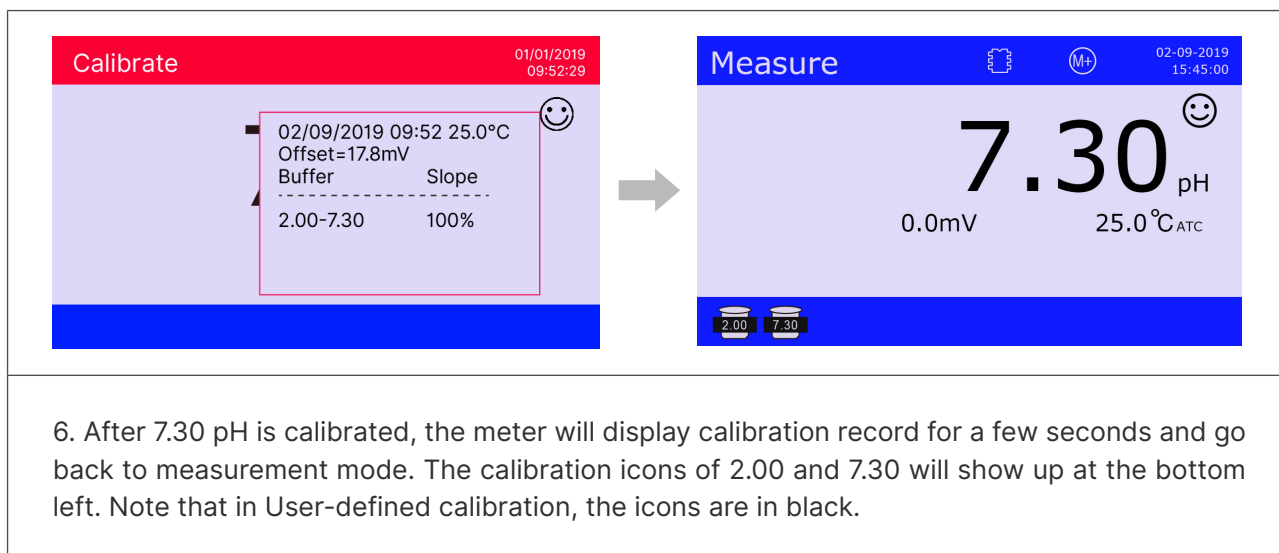 Calibrate
01/01/2019
09:52:29
02/09/2019 09:52 25.0°C
Offset=17.8mV
Buffer Slope
2.00-7.30 100%
Measure
M+
02-09-2019
15:45:00
7.30 pH
0.0mV 25.0℃ ATC
2.00 7.30
6. After 7.30 pH is calibrated, the meter will display calibration record for a few seconds and go
back to measurement mode. The calibration icons of 2.00 and 7.30 will show up at the bottom
left. Note that in User-defined calibration, the icons are in black.